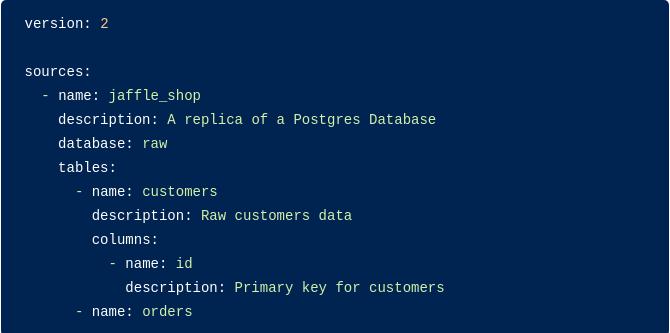 version: 2
sources:
- name: jaffle_shop
description: A replica of a Postgres Database
database: raw
tables:
- name: customers
description: Raw customers data
columns:
- name: id
description: Primary key for customers
- name: orders